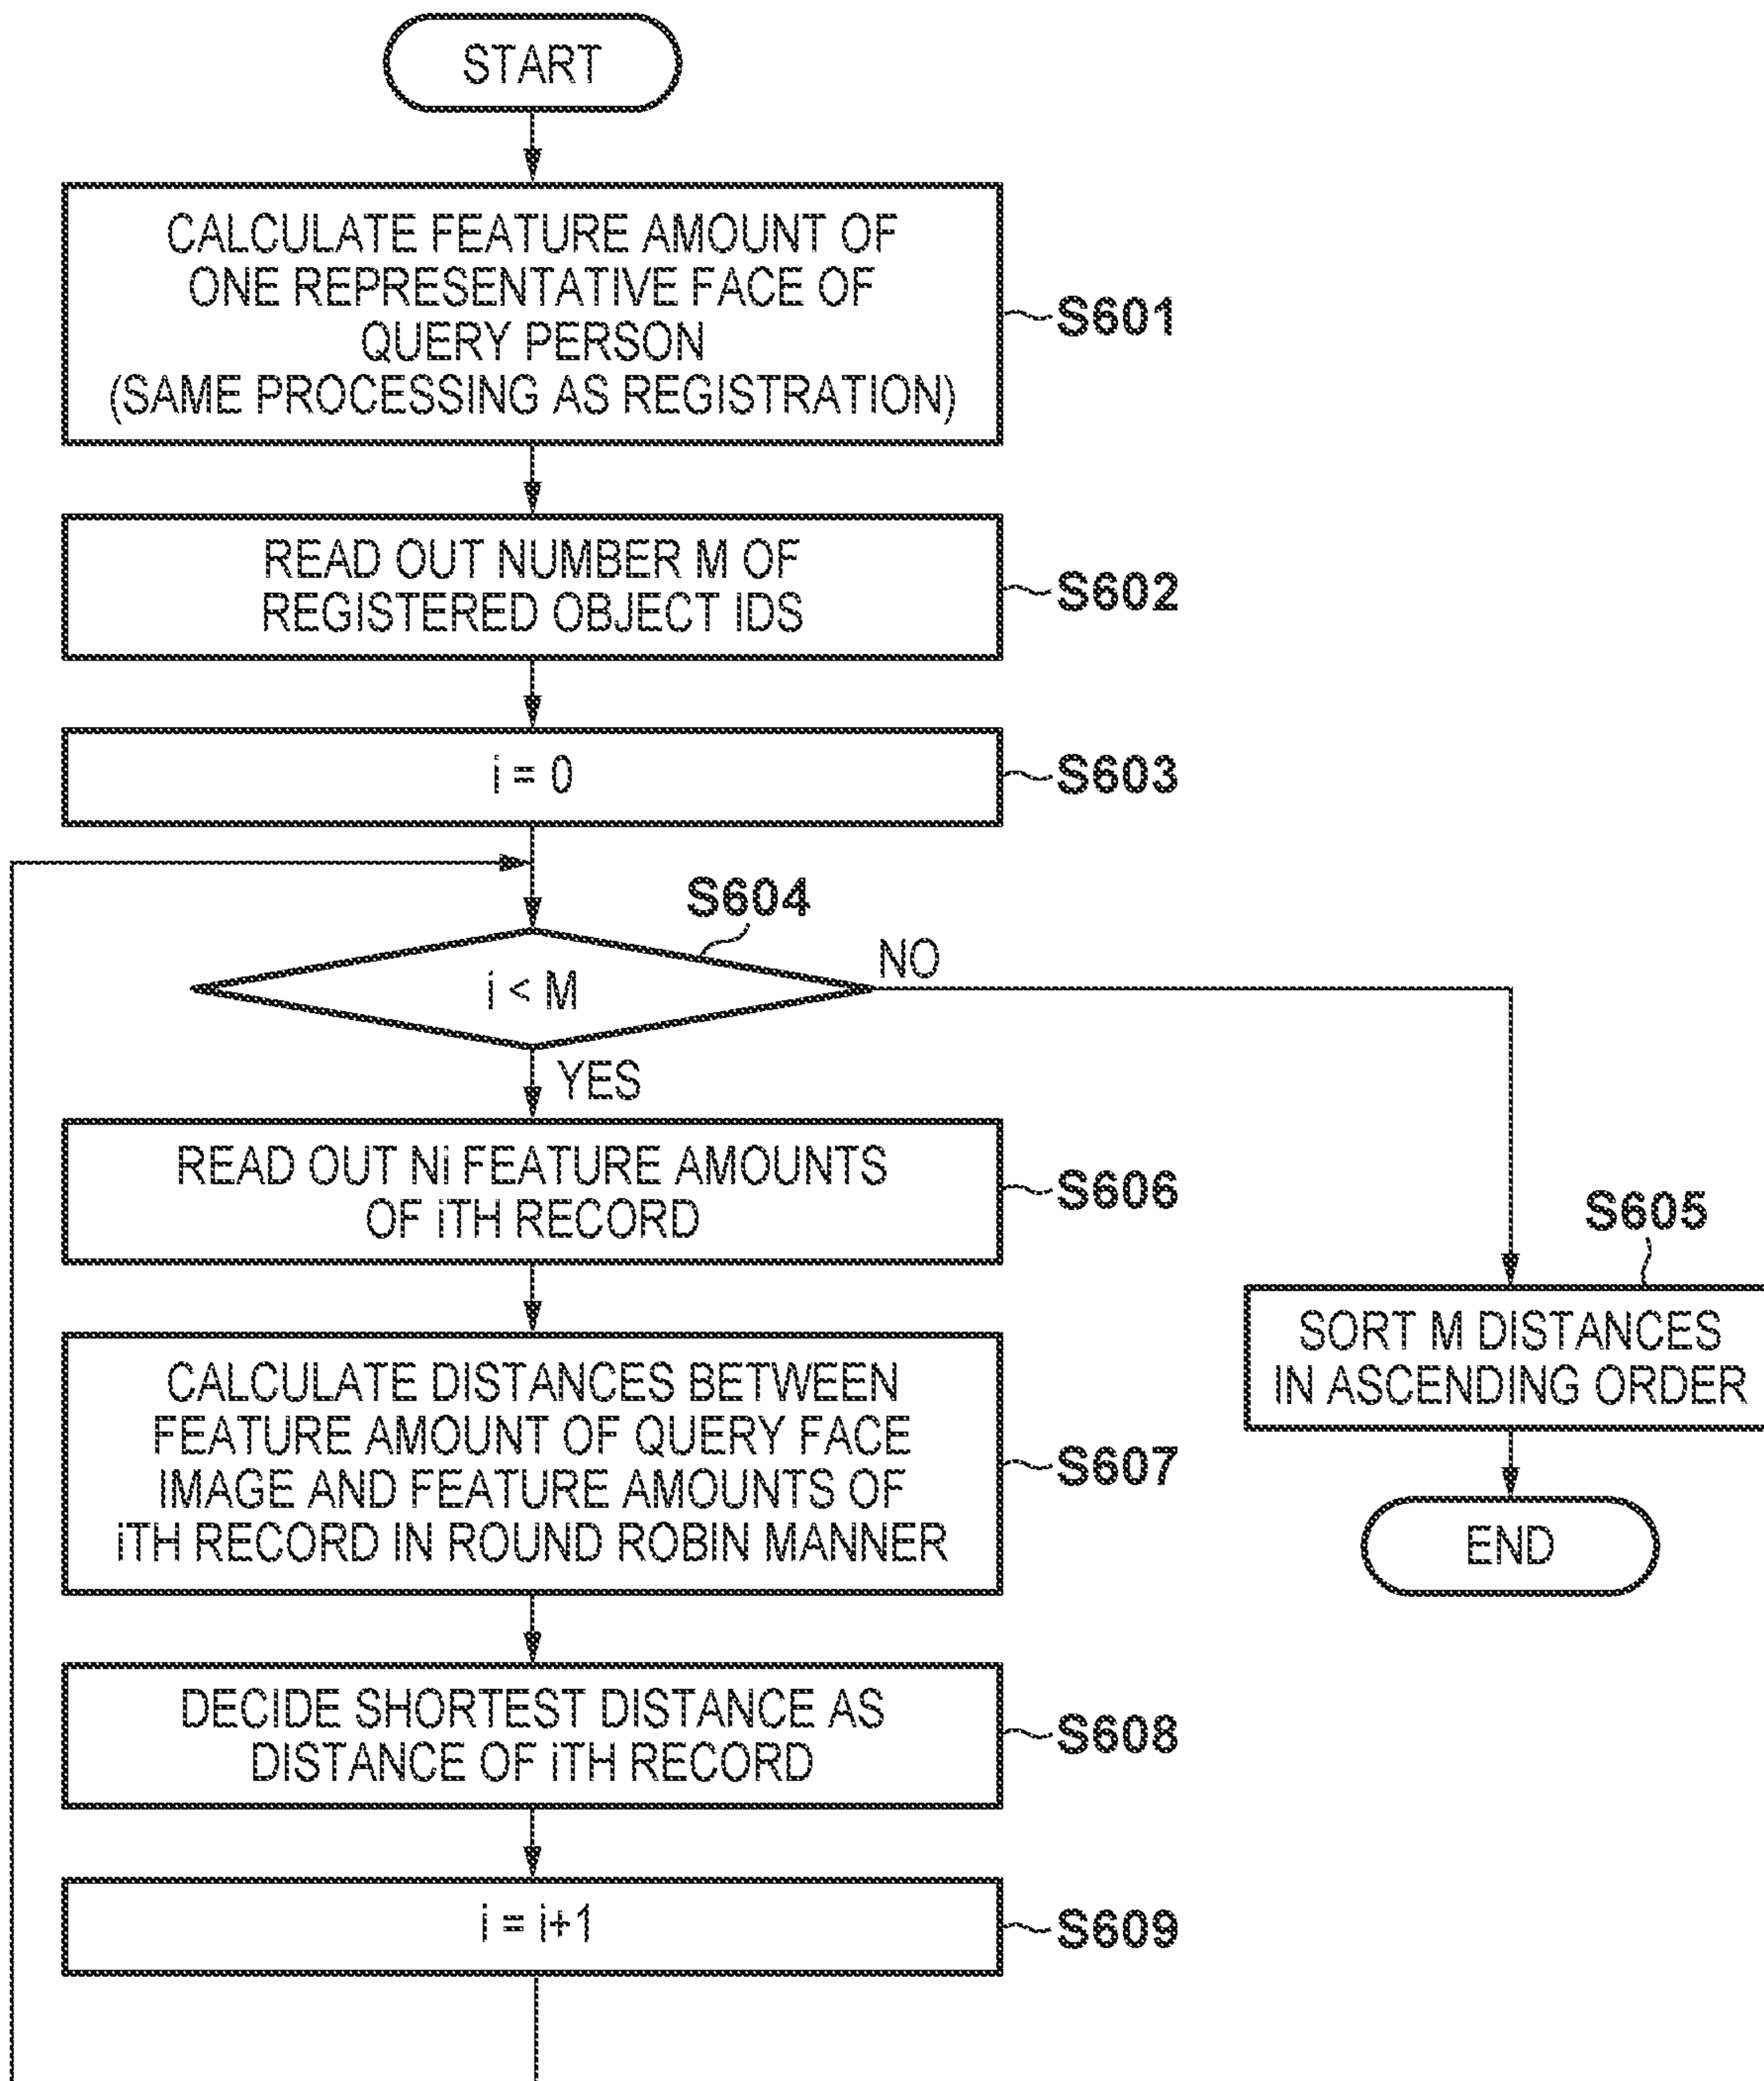 START
CALCULATE FEATURE AMOUNT OF
ONE REPRESENTATIVE FACE OF
QUERY PERSON
(SAME PROCESSING AS REGISTRATION)
S601
READ OUT NUMBER M OF
REGISTERED OBJECT IDS
S602
i = 0
S603
S604
i < M
NO
YES
READ OUT Ni FEATURE AMOUNTS
OF iTH RECORD
S606
S605
SORT M DISTANCES
IN ASCENDING ORDER
CALCULATE DISTANCES BETWEEN
FEATURE AMOUNT OF QUERY FACE
IMAGE AND FEATURE AMOUNTS OF
iTH RECORD IN ROUND ROBIN MANNER
S607
END
DECIDE SHORTEST DISTANCE AS
DISTANCE OF iTH RECORD
S608
i = i+1
S609